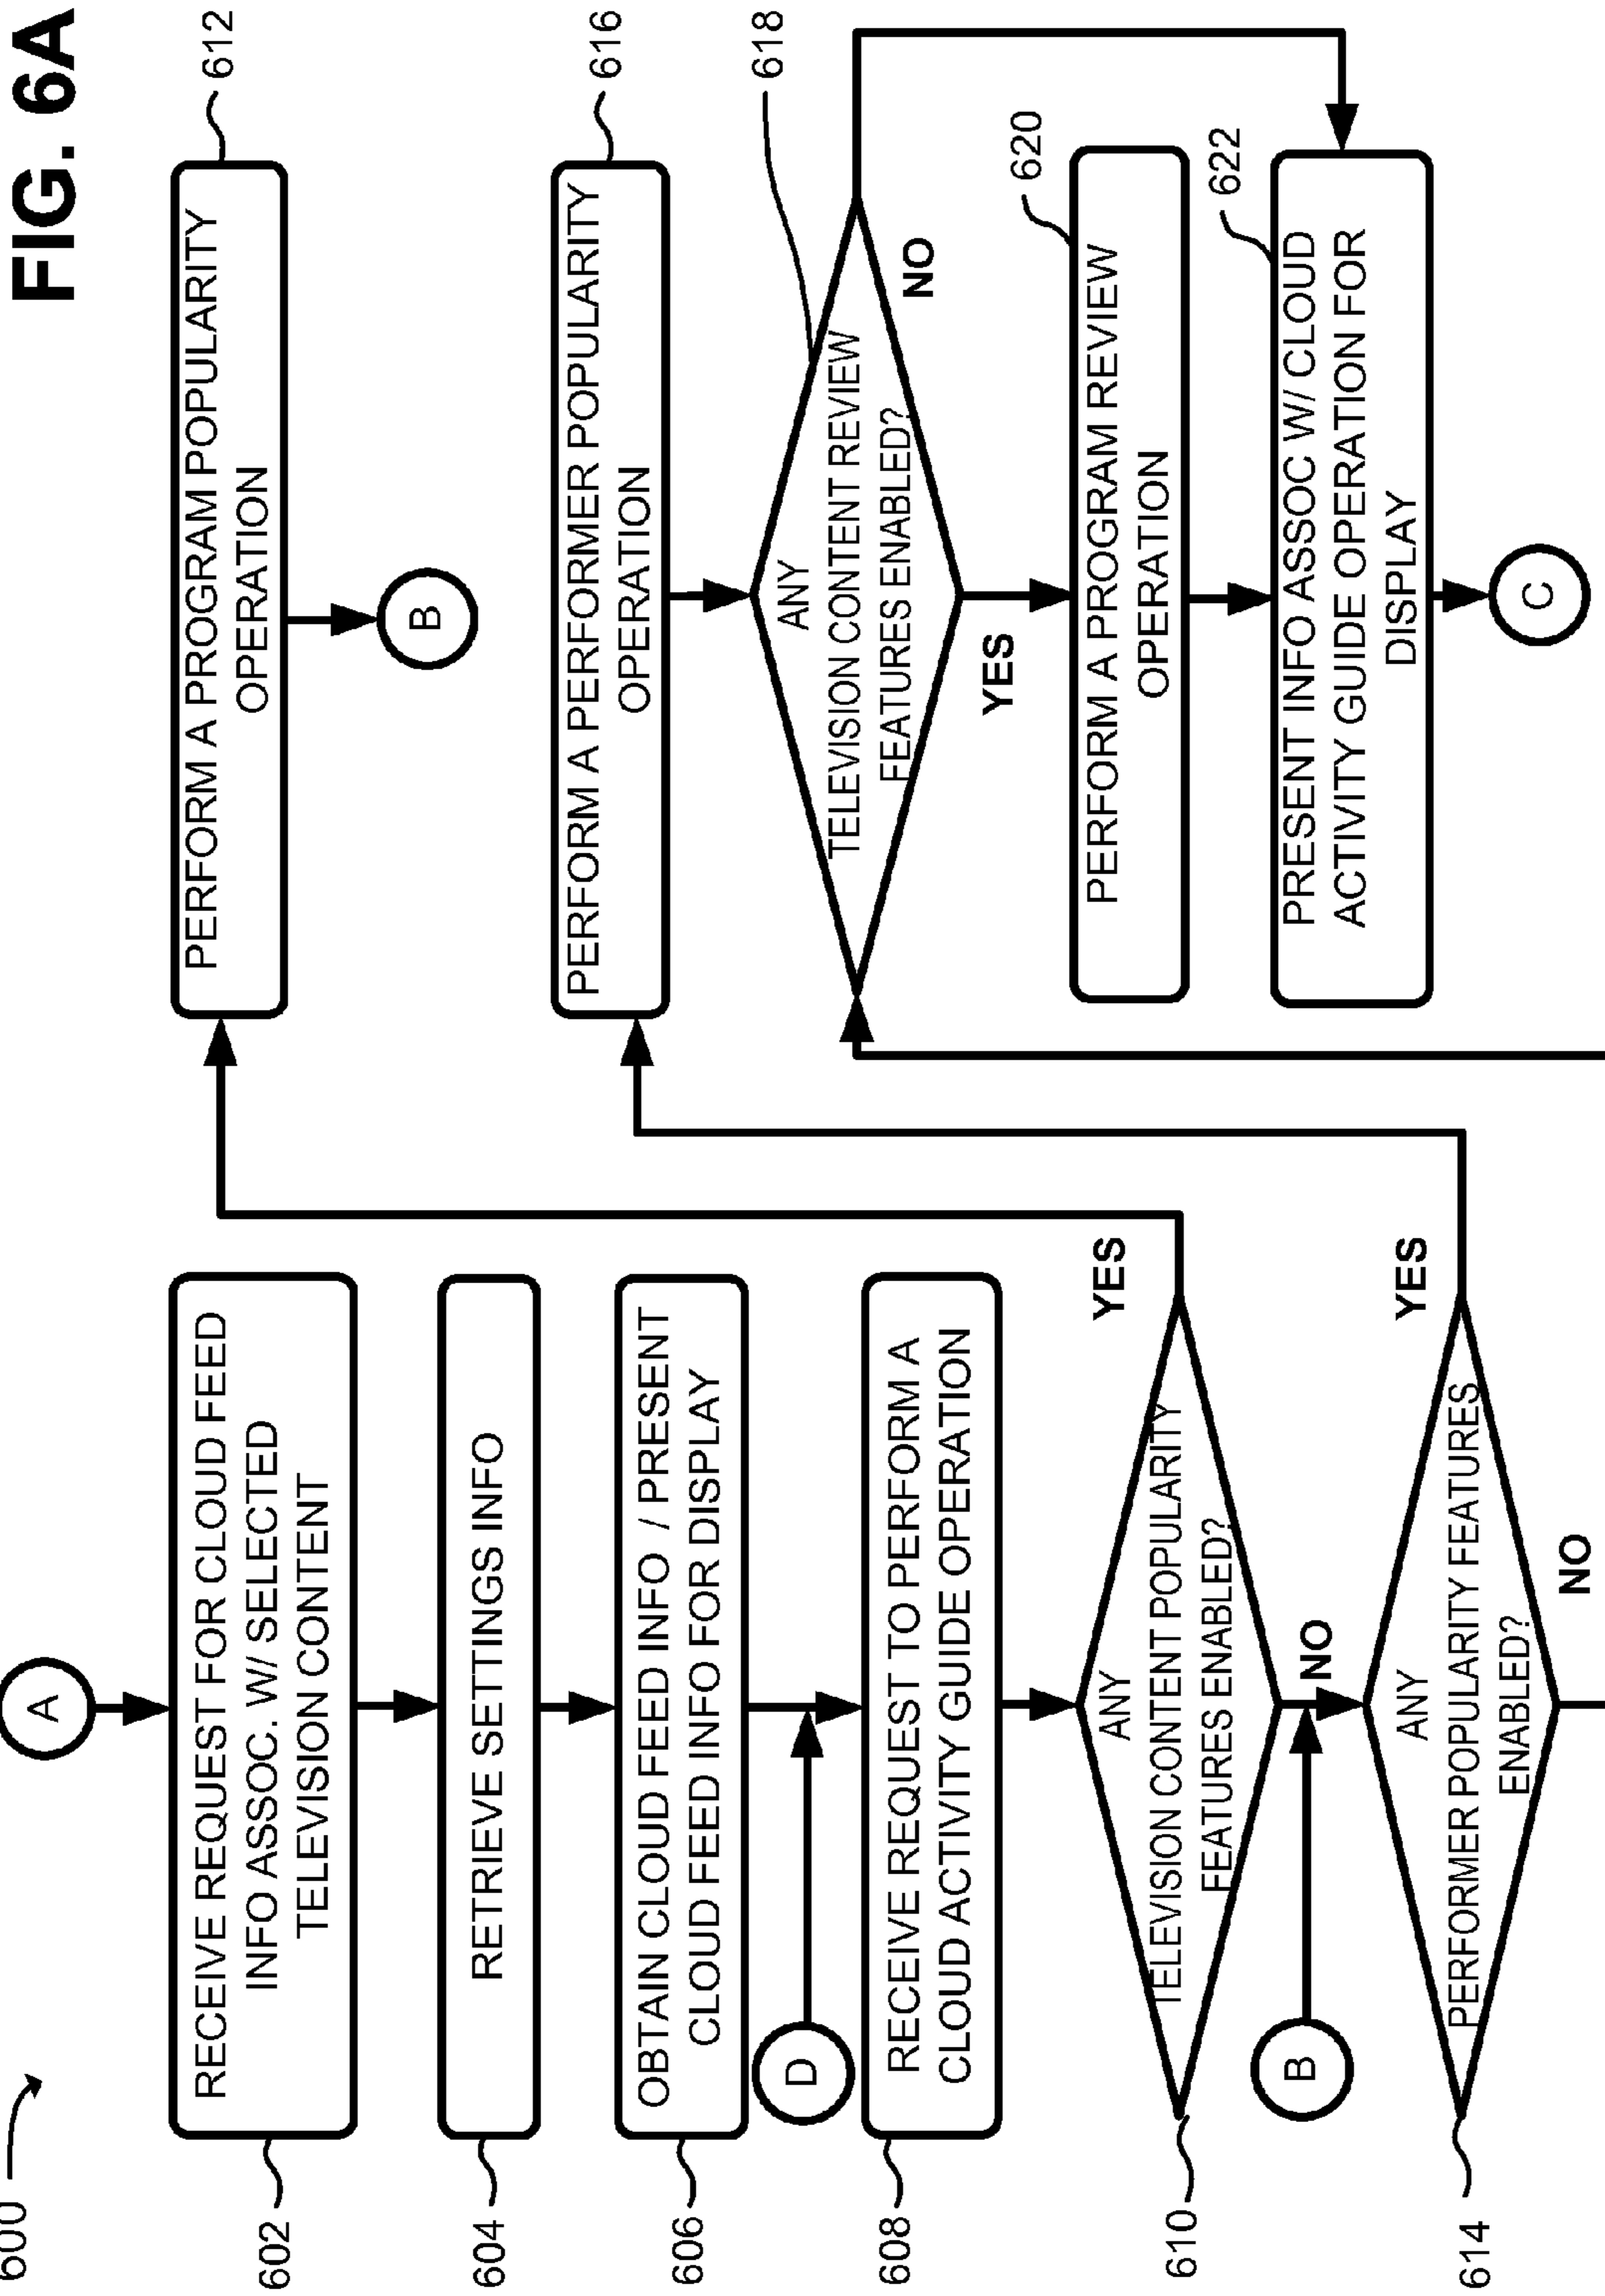 FIG. 6A
600
A
RECEIVE REQUEST FOR CLOUD FEED
INFO ASSOC. W/ SELECTED
TELEVISION CONTENT
602
RETRIEVE SETTINGS INFO
604
OBTAIN CLOUD FEED INFO / PRESENT
CLOUD FEED INFO FOR DISPLAY
606
D
RECEIVE REQUEST TO PERFORM A
CLOUD ACTIVITY GUIDE OPERATION
608
ANY
TELEVISION CONTENT POPULARITY
FEATURES ENABLED?
610
YES
NO
B
ANY
PERFORMER POPULARITY FEATURES
ENABLED?
614
YES
NO
PERFORM A PROGRAM POPULARITY
OPERATION
612
B
PERFORM A PERFORMER POPULARITY
OPERATION
616
ANY
TELEVISION CONTENT REVIEW
FEATURES ENABLED?
618
NO
YES
PERFORM A PROGRAM REVIEW
OPERATION
620
PRESENT INFO ASSOC W/ CLOUD
ACTIVITY GUIDE OPERATION FOR
DISPLAY
622
C